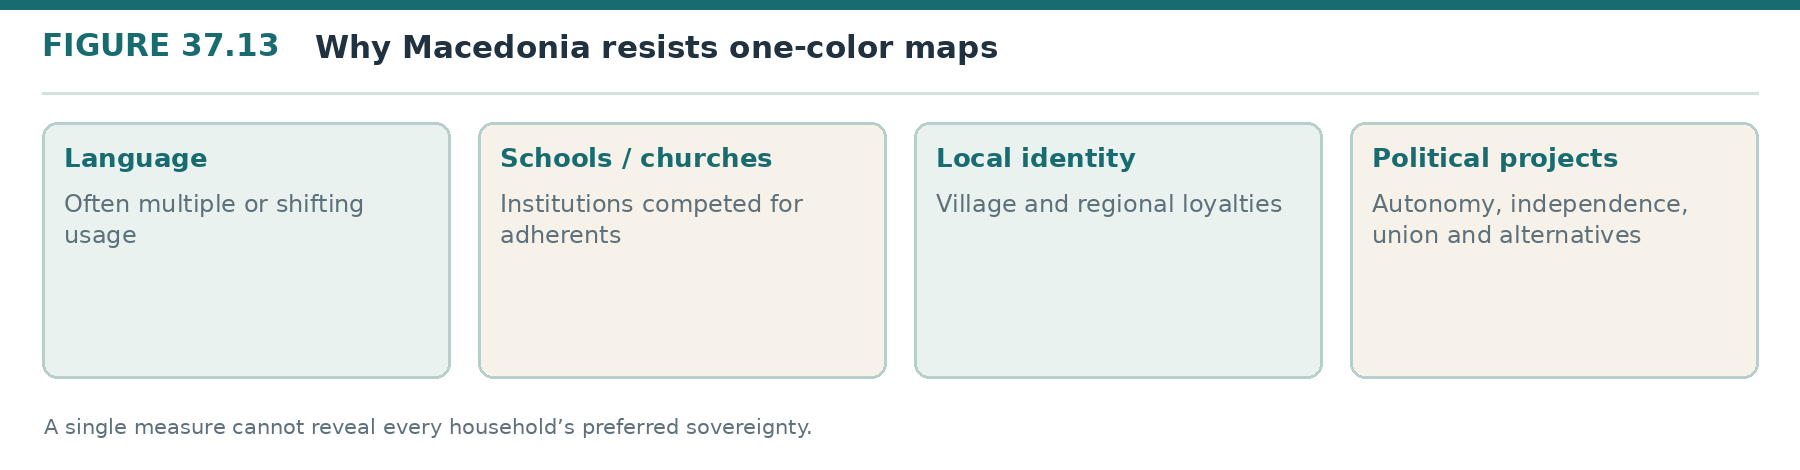 FIGURE 37.13 Why Macedonia resists one-color maps
Language
Often multiple or shifting
usage
Schools / churches
Institutions competed for
adherents
Local identity
Village and regional loyalties
Political projects
Autonomy, independence,
union and alternatives
A single measure cannot reveal every household’s preferred sovereignty.